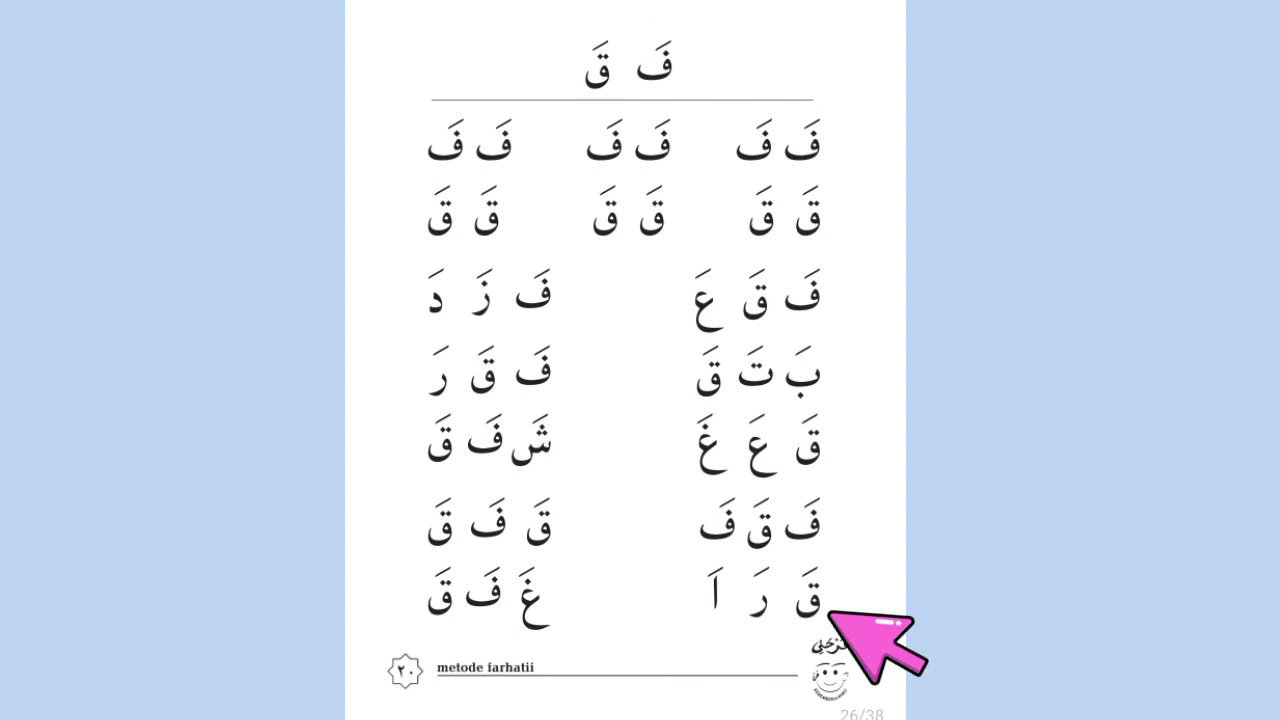 فَ قَ
فَ فَ فَ فَ فَ فَ
قَ قَ قَ قَ قَ قَ
فَ قَ عَ فَ زَ دَ
بَ تَ قَ فَ قَ رَ
قَ عَ غَ شَ فَ قَ
فَ قَ فَ قَ فَ قَ
قَ رَ اَ غَ فَ قَ
٢٠ metode farhatii
26/38